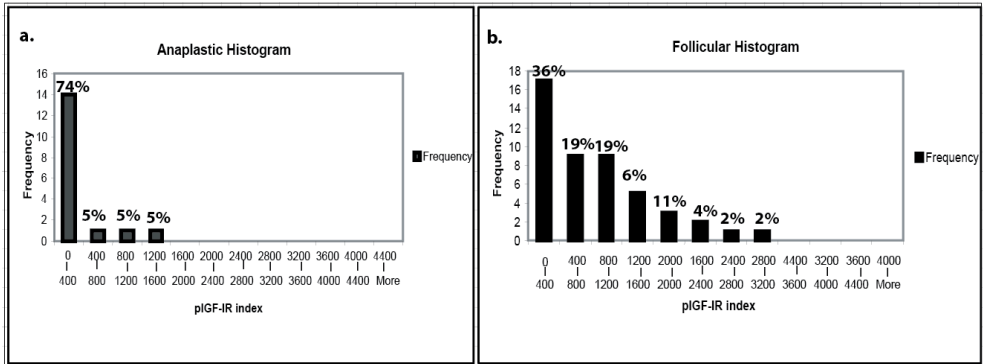 a.
Anaplastic Histogram
16
14
12
10
8
6
4
2
0
Frequency
74%
5% 5% 5%
Frequency
0 400 800 1200 2000 2000 2400 2800 3200 3600 4000 4400
400 800 1200 1600 2000 2400 2800 3200 3600 4000 4400 More
pIGF-IR index
b.
Follicular Histogram
18
16
14
12
10
8
6
4
2
0
Frequency
36%
19% 19%
6%
11%
4%
2% 2%
Frequency
0 400 800 1200 1600 2000 2400 2800 4400 3200 3600 4000
400 800 1200 1600 2000 2400 2800 3200 3600 4000 4400 More
pIGF-IR index